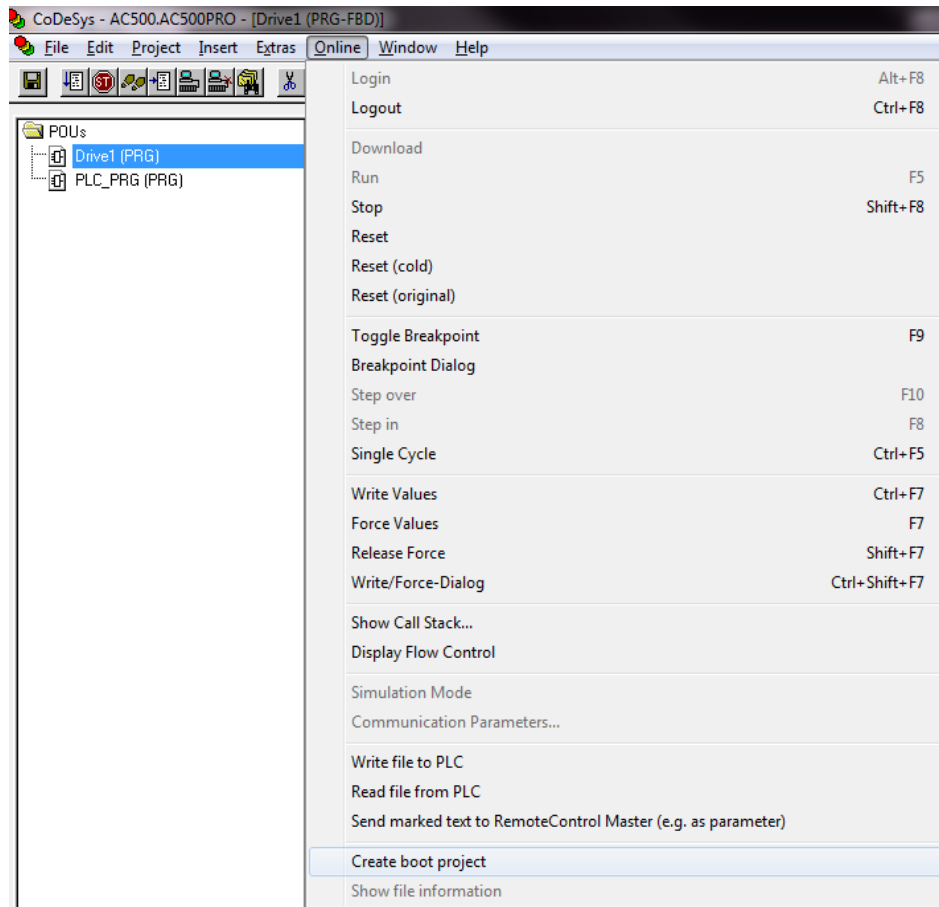 CoDeSys - AC500.AC500PRO - [Drive1 (PRG-FBD)]
File Edit Project Insert Extras Online Window Help
ST
POUs
Drive1 (PRG)
PLC_PRG (PRG)
Login Alt+F8
Logout Ctrl+F8
Download
Run F5
Stop Shift+F8
Reset
Reset (cold)
Reset (original)
Toggle Breakpoint F9
Breakpoint Dialog
Step over F10
Step in F8
Single Cycle Ctrl+F5
Write Values Ctrl+F7
Force Values F7
Release Force Shift+F7
Write/Force-Dialog Ctrl+Shift+F7
Show Call Stack...
Display Flow Control
Simulation Mode
Communication Parameters...
Write file to PLC
Read file from PLC
Send marked text to RemoteControl Master (e.g. as parameter)
Create boot project
Show file information